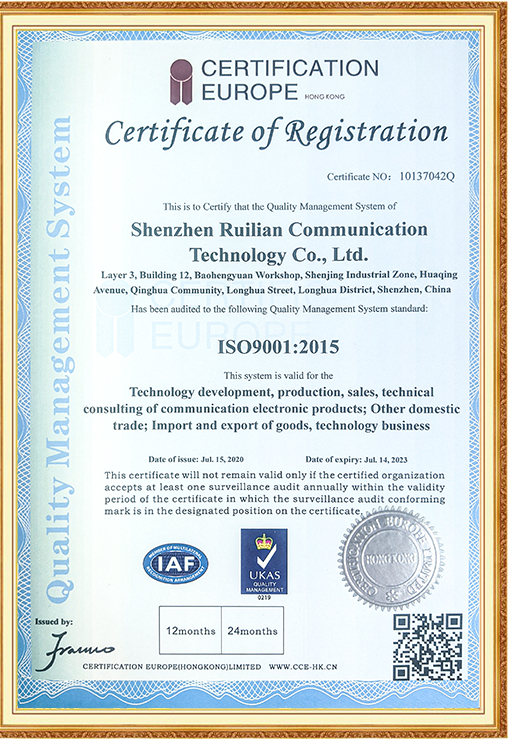 CERTIFICATION
EUROPE HONG KONG
Certificate of Registration
Certificate NO: 10137042Q
Quality Management System
This is to Certify that the Quality Management System of
Shenzhen Ruilian Communication
Technology Co., Ltd.
Layer 3, Building 12, Baohengyuan Workshop, Shenjing Industrial Zone, Huaqing
Avenue, Qinghua Community, Longhua Street, Longhua District, Shenzhen, China
Has been audited to the following Quality Management System standard:
ISO9001:2015
This system is valid for the
Technology development, production, sales, technical
consulting of communication electronic products; Other domestic
trade; Import and export of goods, technology business
Date of issue: Jul. 15, 2020 Date of expiry: Jul. 14, 2023
This certificate will not remain valid only if the certified organization
accepts at least one surveillance audit annually within the validity
period of the certificate in which the surveillance audit conforming
mark is in the designated position on the certificate.
MEMBER OF MULTILATERAL
IAF
RECOGNITION ARRANGEMENT
UKAS
QUALITY
MANAGEMENT
0219
CERTIFICATION EUROPE LIMITED
HONG KONG
12months 24months
Issued by:
CERTIFICATION EUROPE(HONGKONG)LIMITED WWW.CCE-HK.CN